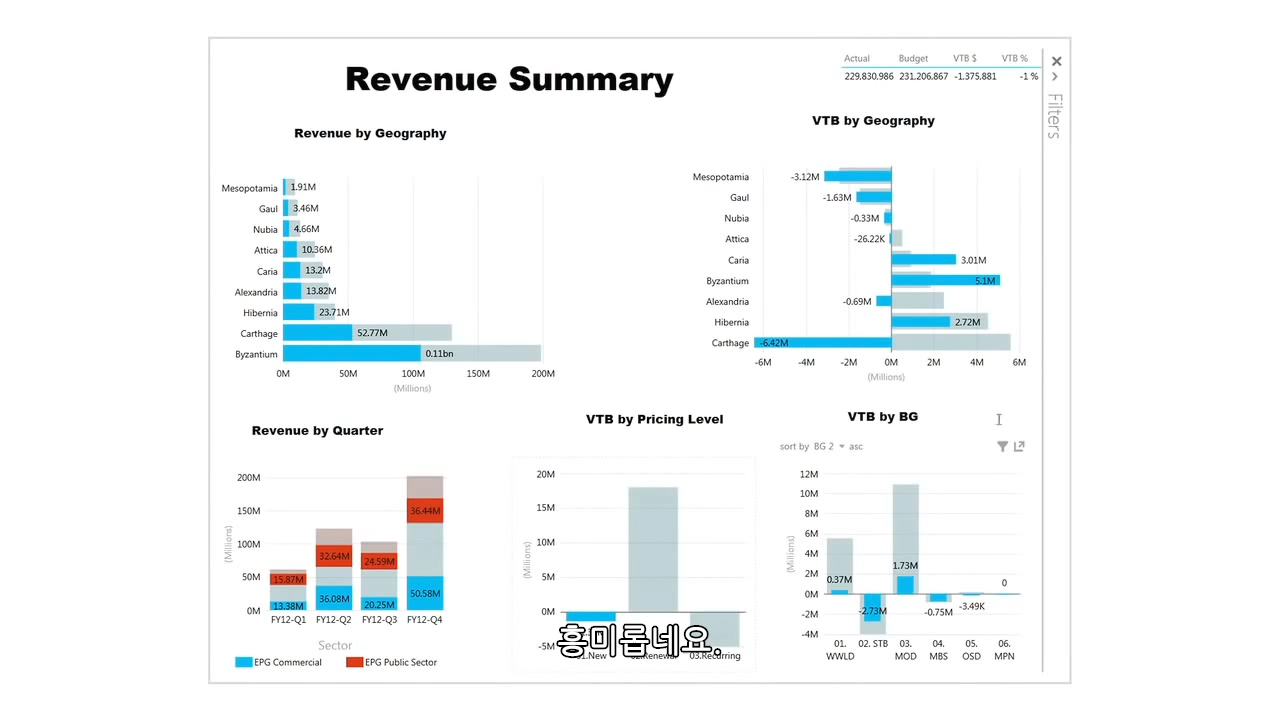 Revenue Summary
Actual Budget VTB $ VTB %
229.830.986 231.206.867 -1.375.881 -1 %
Filters
Revenue by Geography
Mesopotamia 1.91M
Gaul 3.46M
Nubia 4.66M
Attica 10.36M
Caria 13.2M
Alexandria 13.82M
Hibernia 23.71M
Carthage 52.77M
Byzantium 0.11bn
0M 50M 100M 150M 200M
(Millions)
VTB by Geography
Mesopotamia -3.12M
Gaul -1.63M
Nubia -0.33M
Attica -26.22K
Caria 3.01M
Byzantium 5.1M
Alexandria -0.69M
Hibernia 2.72M
Carthage -6.42M
-6M -4M -2M 0M 2M 4M 6M
(Millions)
Revenue by Quarter
200M
150M
100M
50M
0M
(Millions)
15.87M 32.64M 24.59M 36.44M
13.38M 36.08M 20.25M 50.58M
FY12-Q1 FY12-Q2 FY12-Q3 FY12-Q4
Sector
EPG Commercial EPG Public Sector
VTB by Pricing Level
20M
15M
10M
5M
0M
-5M
(Millions)
03.Recurring
흥미롭네요.
VTB by BG
sort by BG 2 asc
12M
10M
8M
6M
4M
2M
0M
-2M
-4M
(Millions)
0.37M -2.73M 1.73M -0.75M -3.49K 0
01. WWLD
02. STB
03. MOD
04. MBS
05. OSD
06. MPN